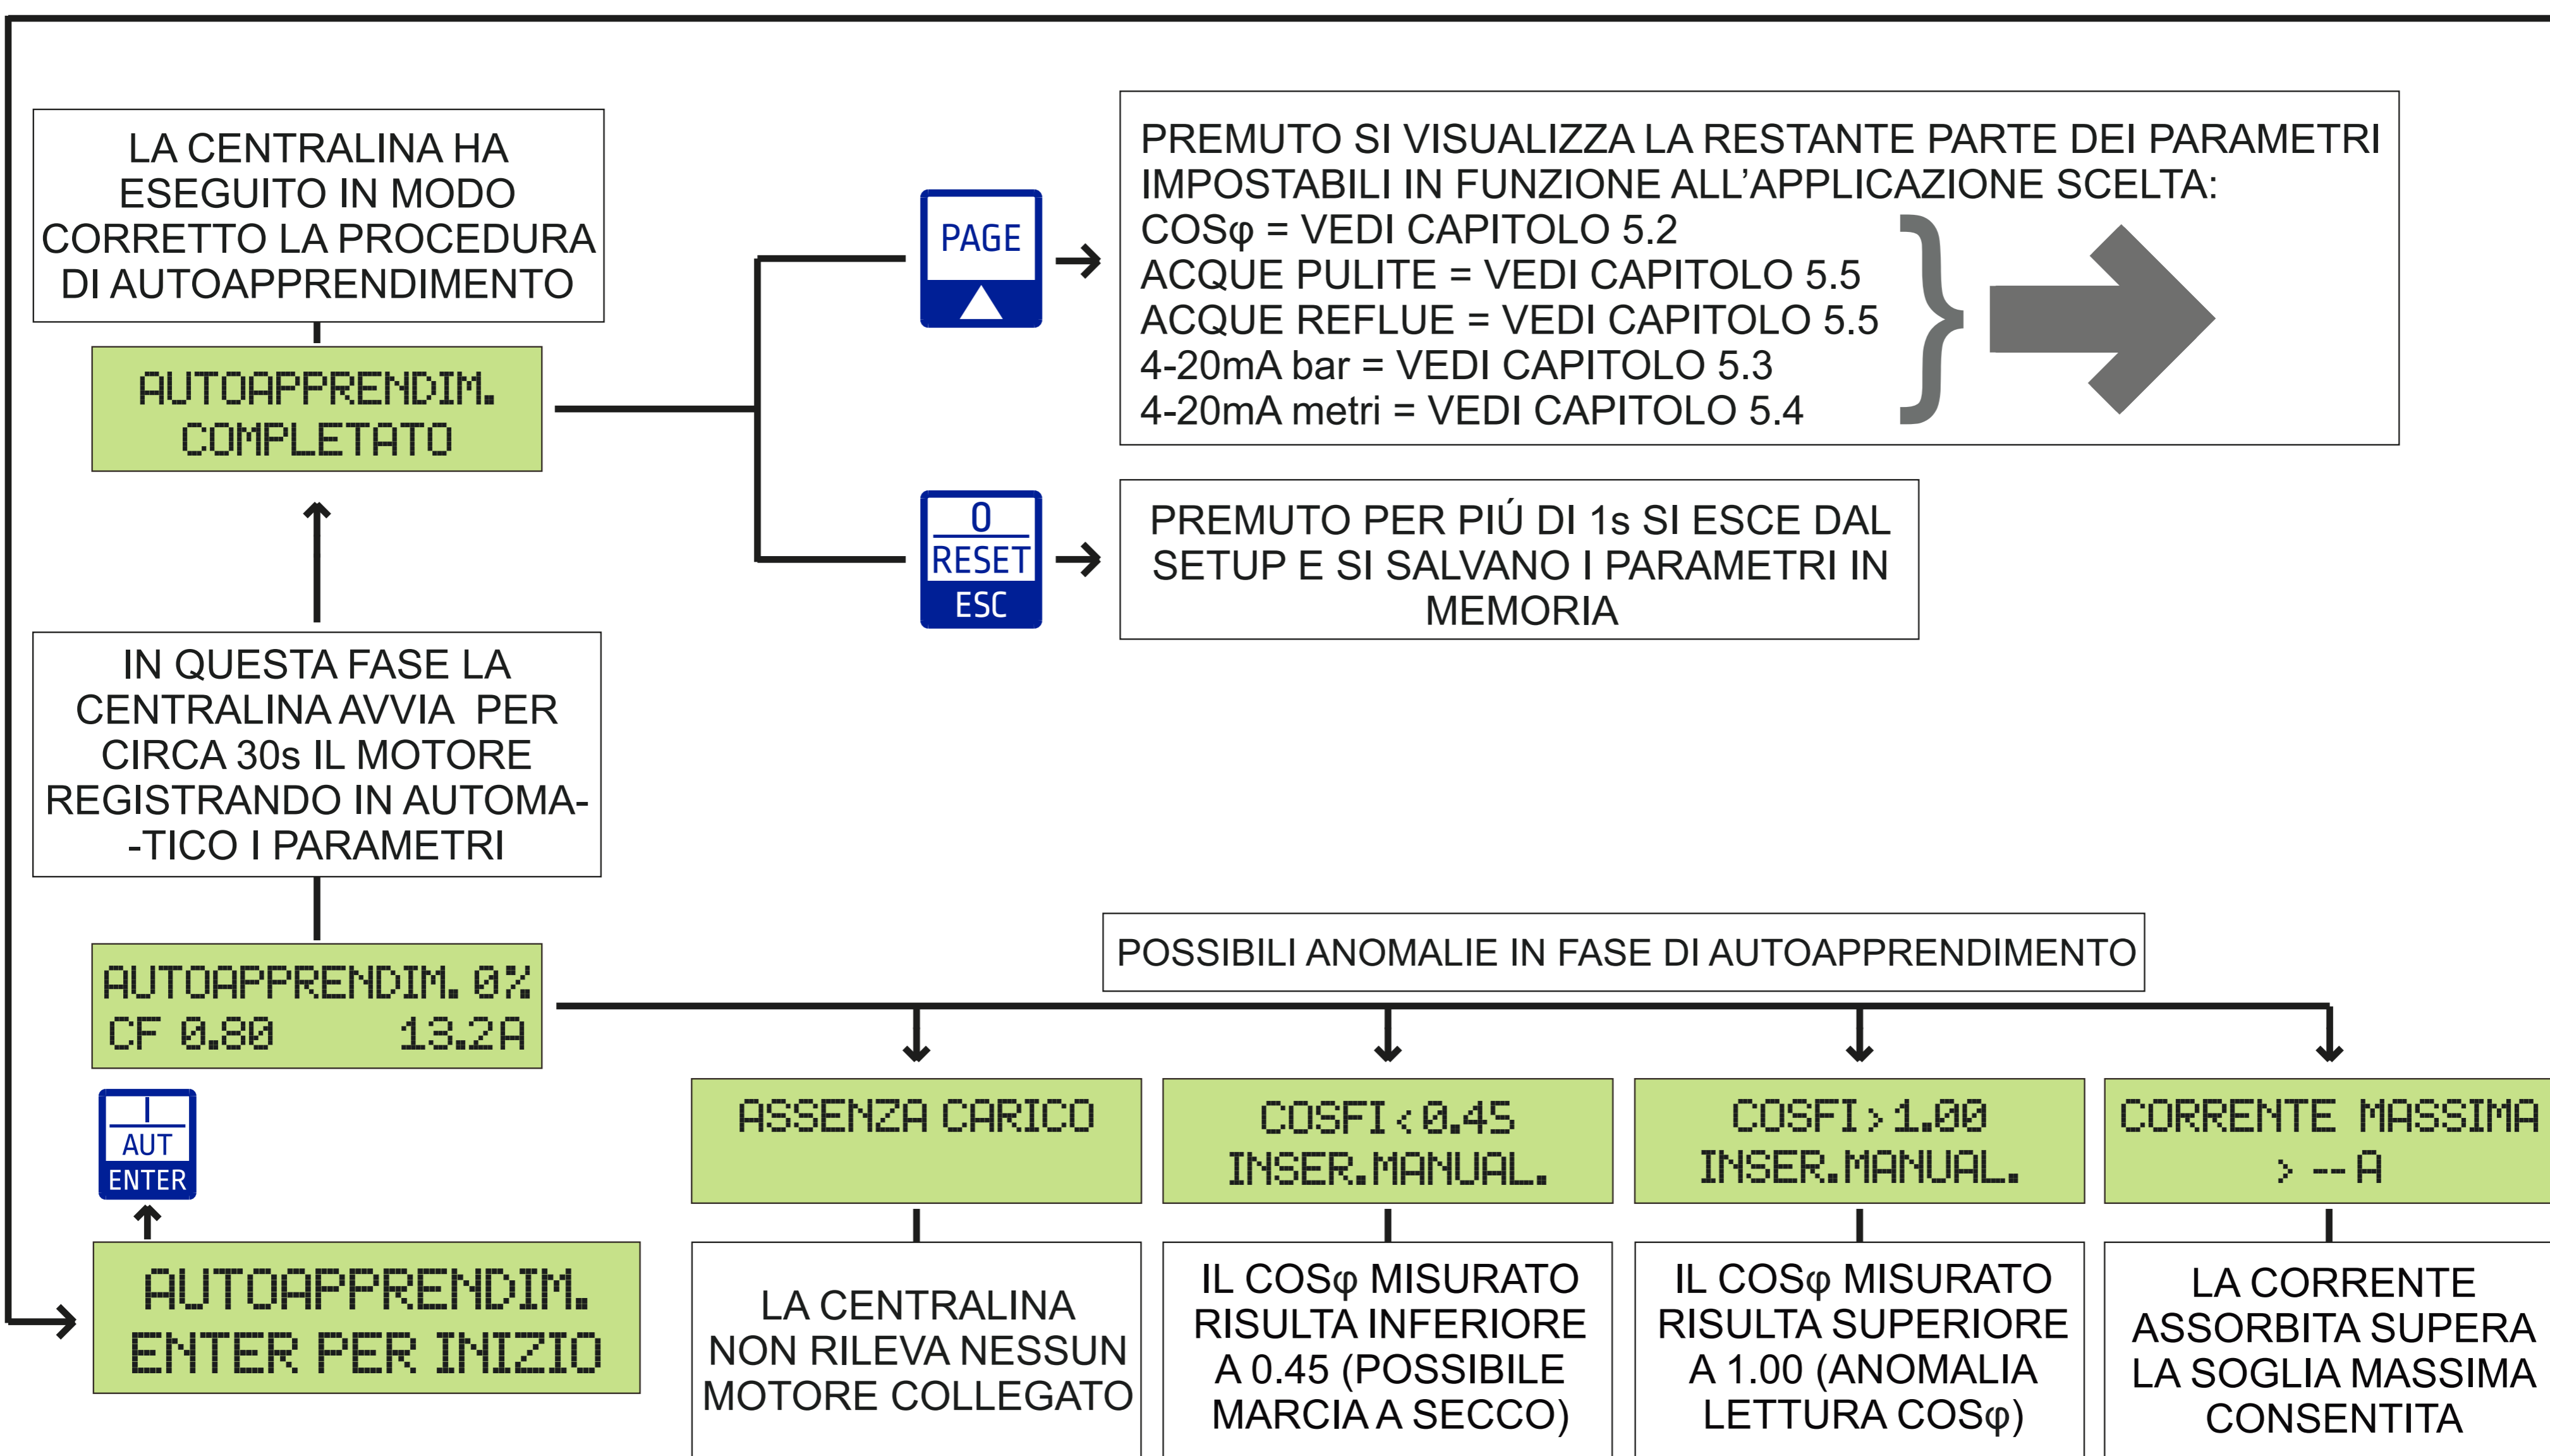 LA CENTRALINA HA
ESEGUITO IN MODO
CORRETTO LA PROCEDURA
DI AUTOAPPRENDIMENTO
AUTOAPPRENDIM.
COMPLETATO
PAGE
PREMUTO SI VISUALIZZA LA RESTANTE PARTE DEI PARAMETRI
IMPOSTABILI IN FUNZIONE ALL'APPLICAZIONE SCELTA:
COSφ = VEDI CAPITOLO 5.2
ACQUE PULITE = VEDI CAPITOLO 5.5
ACQUE REFLUE = VEDI CAPITOLO 5.5
4-20mA bar = VEDI CAPITOLO 5.3
4-20mA metri = VEDI CAPITOLO 5.4
0
RESET
ESC
PREMUTO PER PIÚ DI 1s SI ESCE DAL
SETUP E SI SALVANO I PARAMETRI IN
MEMORIA
IN QUESTA FASE LA
CENTRALINA AVVIA PER
CIRCA 30s IL MOTORE
REGISTRANDO IN AUTOMA-
-TICO I PARAMETRI
AUTOAPPRENDIM. 0%
CF 0.80 13.2A
I
AUT
ENTER
AUTOAPPRENDIM.
ENTER PER INIZIO
POSSIBILI ANOMALIE IN FASE DI AUTOAPPRENDIMENTO
ASSENZA CARICO
LA CENTRALINA
NON RILEVA NESSUN
MOTORE COLLEGATO
COSFI<0.45
INSER.MANUAL.
IL COSφ MISURATO
RISULTA INFERIORE
A 0.45 (POSSIBILE
MARCIA A SECCO)
COSFI>1.00
INSER.MANUAL.
IL COSφ MISURATO
RISULTA SUPERIORE
A 1.00 (ANOMALIA
LETTURA COSφ)
CORRENTE MASSIMA
> -- A
LA CORRENTE
ASSORBITA SUPERA
LA SOGLIA MASSIMA
CONSENTITA